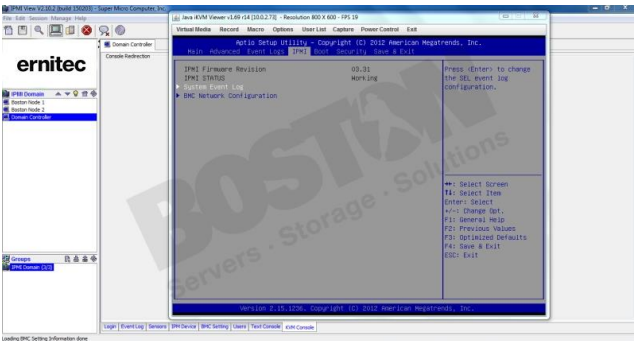 IPMI View V2.10.2 (build 150203) - Super Micro Computer, Inc.
File Edit Session Manage Help
ernitec
IPMI Domain
Boston Node 1
Boston Node 2
Domain Controller
Groups
IPMI Domain (3/3)
Domain Controller
Console Redirection
Java iKVM Viewer v1.69 r14 [10.0.2.73] - Resolution 800 X 600 - FPS 19
Virtual Media Record Macro Options User List Capture Power Control Exit
Aptio Setup Utility - Copyright (C) 2012 American Megatrends, Inc.
Main Advanced Event Logs IPMI Boot Security Save & Exit
IPMI Firmware Revision 03.31
IPMI STATUS Working
System Event Log
BMC Network Configuration
Press <Enter> to change
the SEL event log
configuration.
: Select Screen
: Select Item
Enter: Select
+/-: Change Opt.
F1: General Help
F2: Previous Values
F3: Optimized Defaults
F4: Save & Exit
ESC: Exit
Version 2.15.1236. Copyright (C) 2012 American Megatrends, Inc.
BOSTON
Servers · Storage · Solutions
Login Event Log Sensors IPM Device BMC Setting Users Text Console KVM Console
Loading BMC Setting Information done